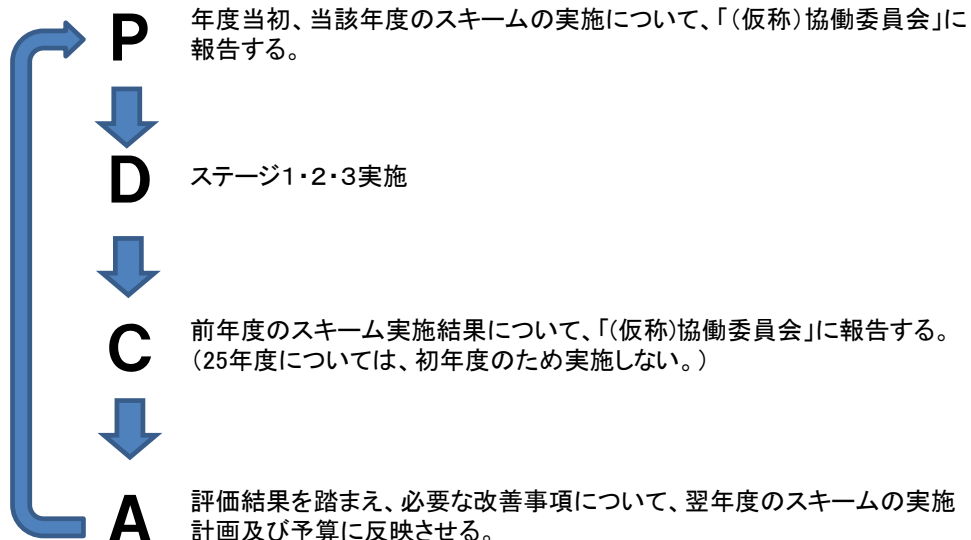 P
年度当初、当該年度のスキームの実施について、「(仮称)協働委員会」に
報告する。
D
ステージ1・2・3実施
C
前年度のスキーム実施結果について、「(仮称)協働委員会」に報告する。
(25年度については、初年度のため実施しない。)
A
評価結果を踏まえ、必要な改善事項について、翌年度のスキームの実施
計画及び予算に反映させる。